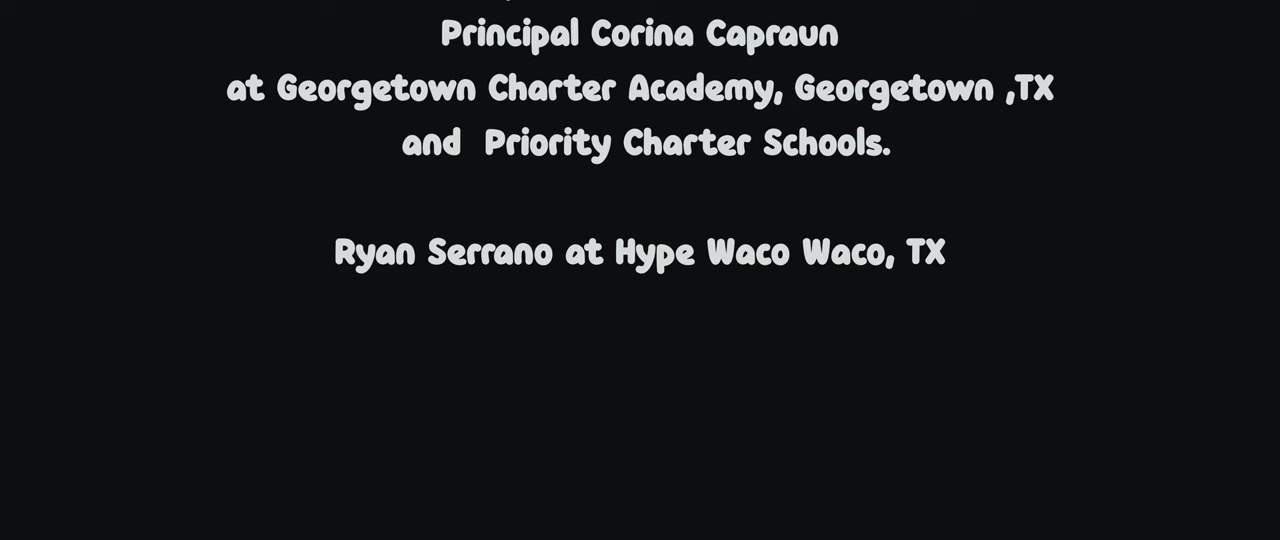 Principal Corina Capraun
at Georgetown Charter Academy, Georgetown ,TX
and  Priority Charter Schools.
Ryan Serrano at Hype Waco Waco, TX